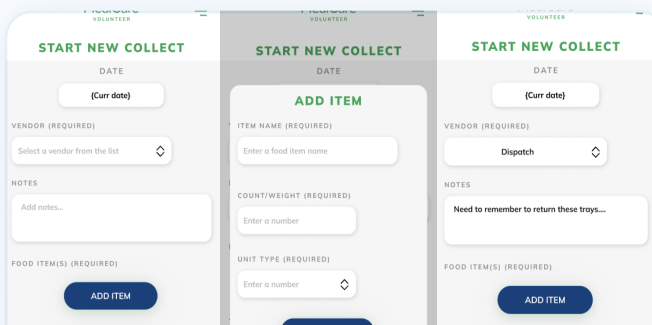 VOLUNTEER
START NEW COLLECT
DATE
{Curr date}
VENDOR (REQUIRED)
Select a vendor from the list
NOTES
Add notes...
FOOD ITEM(S) (REQUIRED)
ADD ITEM
VOLUNTEER
START NEW COLLECT
DATE
ADD ITEM
ITEM NAME (REQUIRED)
Enter a food item name
COUNT/WEIGHT (REQUIRED)
Enter a number
UNIT TYPE (REQUIRED)
Enter a number
VOLUNTEER
START NEW COLLECT
DATE
{Curr date}
VENDOR (REQUIRED)
Dispatch
NOTES
Need to remember to return these trays....
FOOD ITEM(S) (REQUIRED)
ADD ITEM